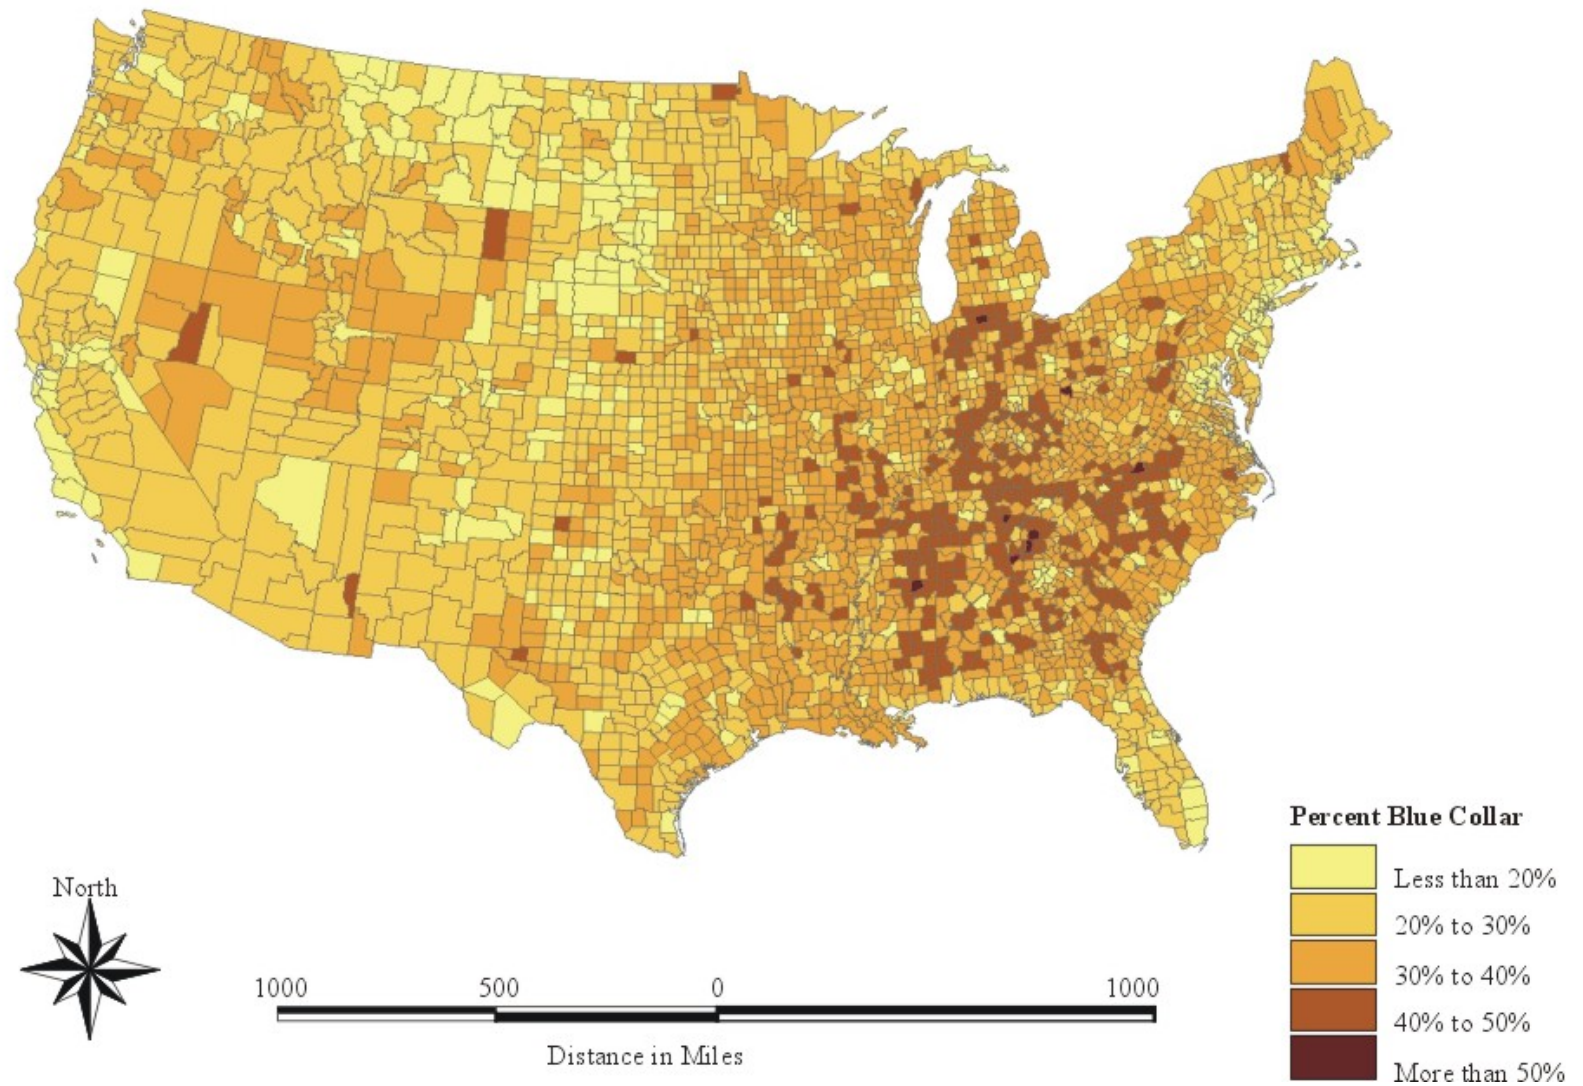 Percent Blue Collar
Less than 20%
20% to 30%
30% to 40%
40% to 50%
More than 50%
North
1000 500 0 1000
Distance in Miles